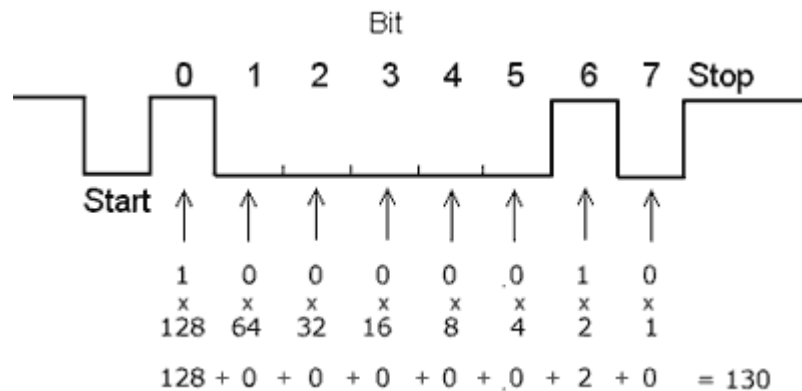 Bit
0 1 2 3 4 5 6 7 Stop
Start
1 0 0 0 0 .0 1 0
x x x x x x x x
128 64 32 16 8 4 2 1
128 + 0 + 0 + 0 + 0 + .0 + 2 + 0 = 130